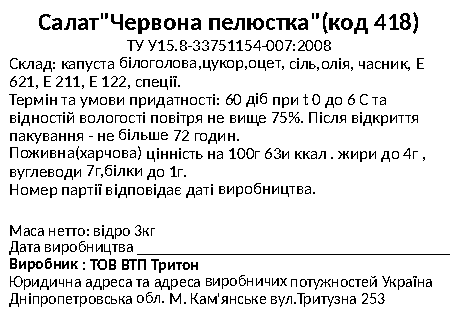 Салат"Червона пелюстка"(код 418)
ТУ У15.8-33751154-007:2008
Склад: капуста білоголова,цукор,оцет, сіль,олія, часник, Е
621, Е 211, Е 122, спеції.
Термін та умови придатності: 60 діб при t 0 до 6 С та
відностій вологості повітря не вище 75%. Після відкриття
пакування - не більше 72 годин.
Поживна(харчова) цінність на 100г 63и ккал . жири до 4г ,
вуглеводи 7г,білки до 1г.
Номер партії відповідає даті виробництва.
Маса нетто: відро 3кг
Дата виробництва
Виробник : ТОВ ВТП Тритон
Юридична адреса та адреса виробничих потужностей Україна
Дніпропетровська обл. М. Кам'янське вул.Тритузна 253